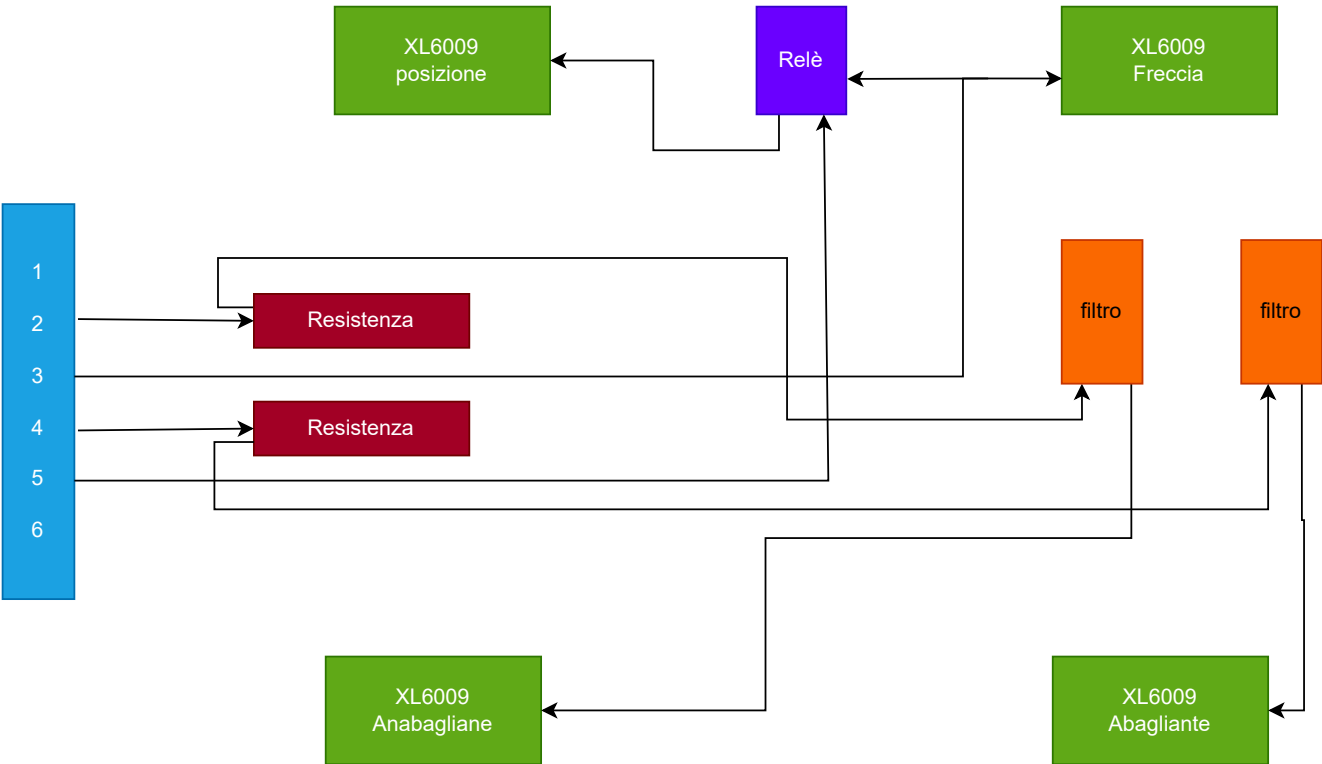 XL6009
posizione
Relè
XL6009
Freccia
1
2
3
4
5
6
Resistenza
Resistenza
filtro
filtro
XL6009
Anabagliane
XL6009
Abagliante